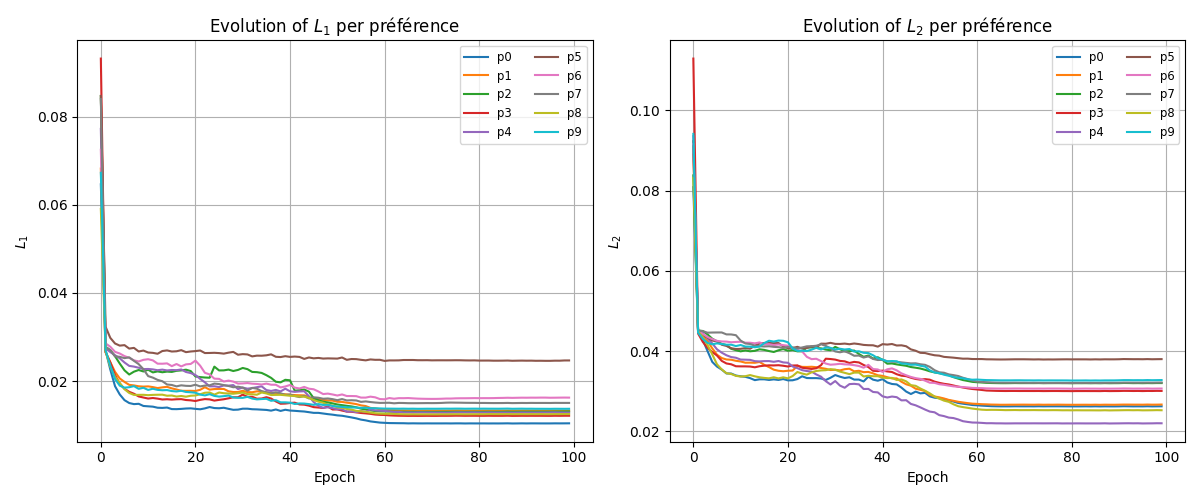 Evolution of L₁ per préférence
L₁
0.08
0.06
0.04
0.02
0
20
40
60
80
100
Epoch
p0
p1
p2
p3
p4
p5
p6
p7
p8
p9
Evolution of L₂ per préférence
L₂
0.10
0.08
0.06
0.04
0.02
0
20
40
60
80
100
Epoch
p0
p1
p2
p3
p4
p5
p6
p7
p8
p9